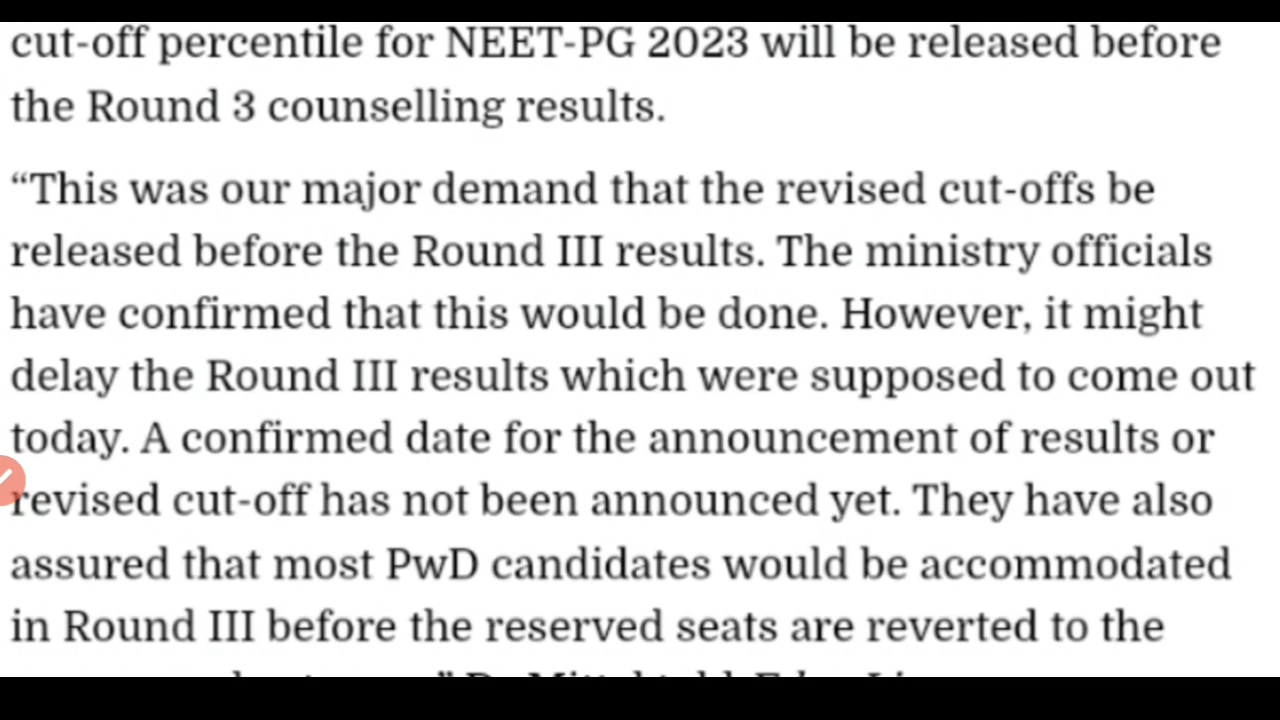 cut-off percentile for NEET-PG 2023 will be released before
the Round 3 counselling results.
“This was our major demand that the revised cut-offs be
released before the Round III results. The ministry officials
have confirmed that this would be done. However, it might
delay the Round III results which were supposed to come out
today. A confirmed date for the announcement of results or
revised cut-off has not been announced yet. They have also
assured that most PwD candidates would be accommodated
in Round III before the reserved seats are reverted to the